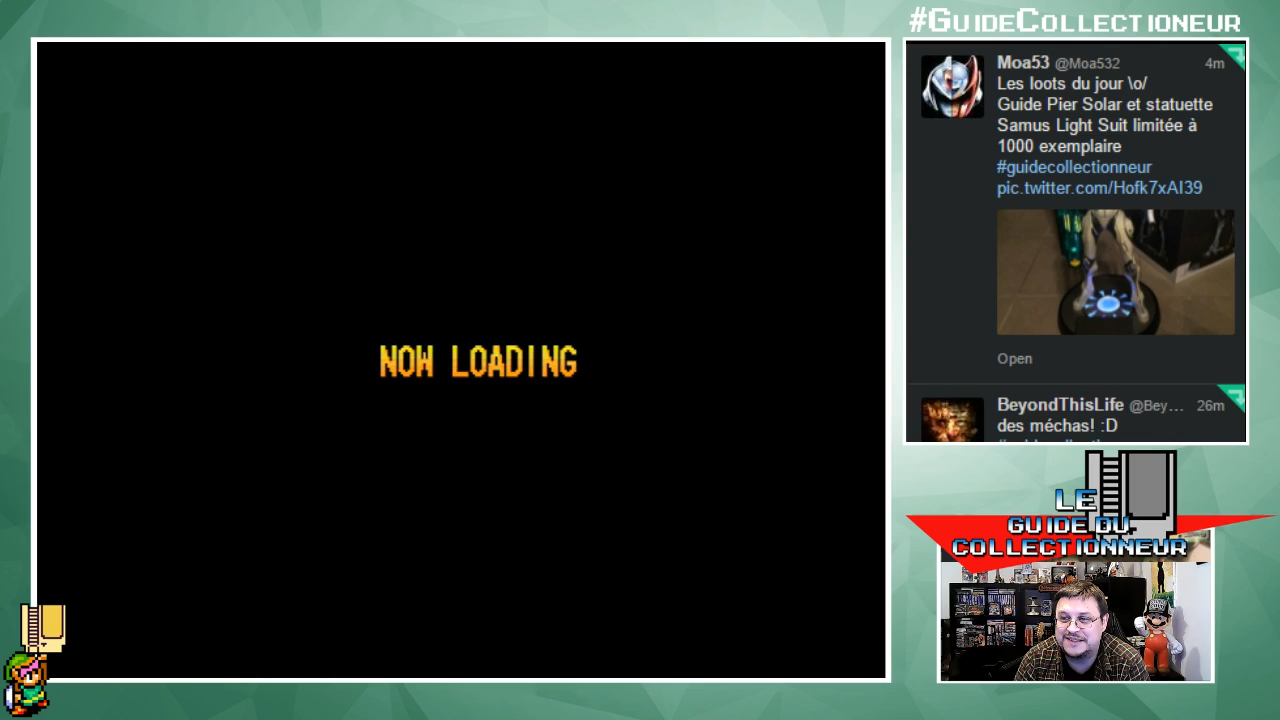 #GUIDECOLLECTIONEUR
Moa53 @Moa532 4m
Les loots du jour \o/
Guide Pier Solar et statuette
Samus Light Suit limitée à
1000 exemplaire
#guidecollectionneur
pic.twitter.com/Hofk7xAI39
NOW LOADING
Open
BeyondThisLife @Bey... 26m
des méchas! :D
LE
GUIDE DU
COLLECTIONNEUR